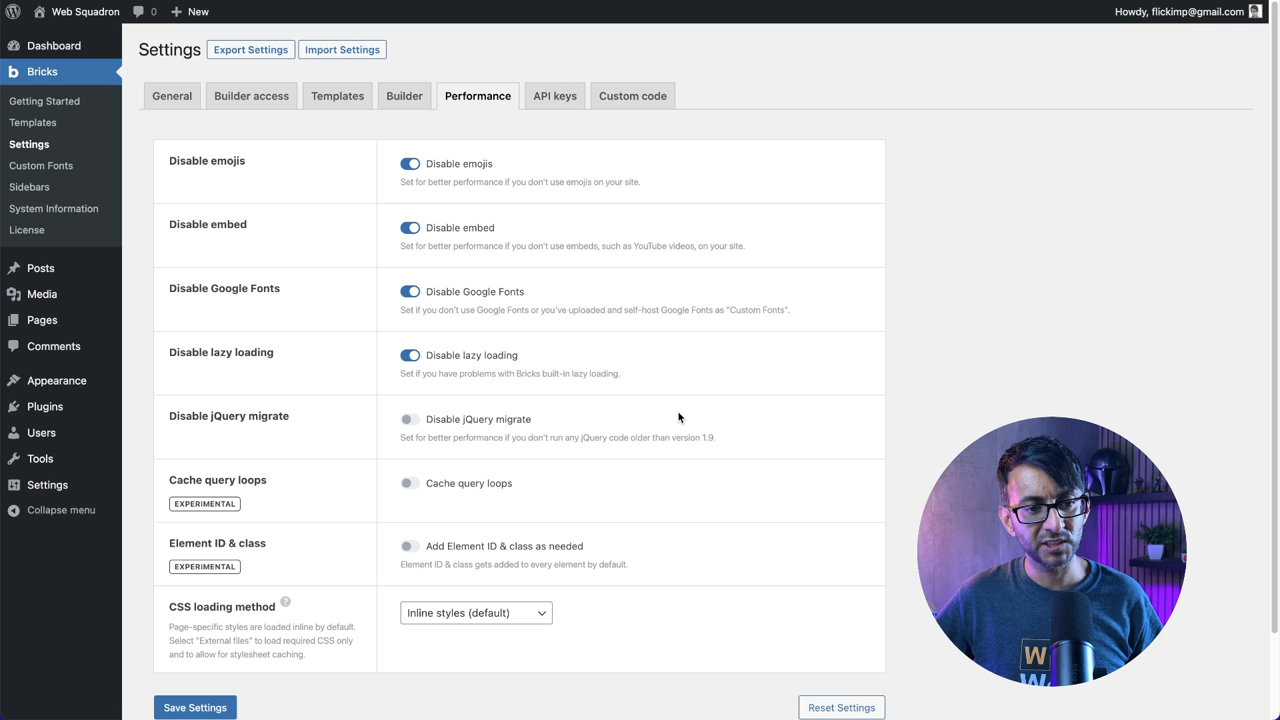 Web Squadron
0
New
Howdy, flickimp@gmail.com
Dashboard
Bricks
Getting Started
Templates
Settings
Custom Fonts
Sidebars
System Information
License
Posts
Media
Pages
Comments
Appearance
Plugins
Users
Tools
Settings
Collapse menu
Settings
Export Settings
Import Settings
General
Builder access
Templates
Builder
Performance
API keys
Custom code
Disable emojis
Disable emojis
Set for better performance if you don't use emojis on your site.
Disable embed
Disable embed
Set for better performance if you don't use embeds, such as YouTube videos, on your site.
Disable Google Fonts
Disable Google Fonts
Set if you don't use Google Fonts or you've uploaded and self-host Google Fonts as "Custom Fonts".
Disable lazy loading
Disable lazy loading
Set if you have problems with Bricks built-in lazy loading.
Disable jQuery migrate
Disable jQuery migrate
Set for better performance if you don't run any jQuery code older than version 1.9.
Cache query loops
EXPERIMENTAL
Cache query loops
Element ID & class
EXPERIMENTAL
Add Element ID & class as needed
Element ID & class gets added to every element by default.
CSS loading method ?
Page-specific styles are loaded inline by default.
Select "External files" to load required CSS only
and to allow for stylesheet caching.
Inline styles (default)
Save Settings
Reset Settings
W